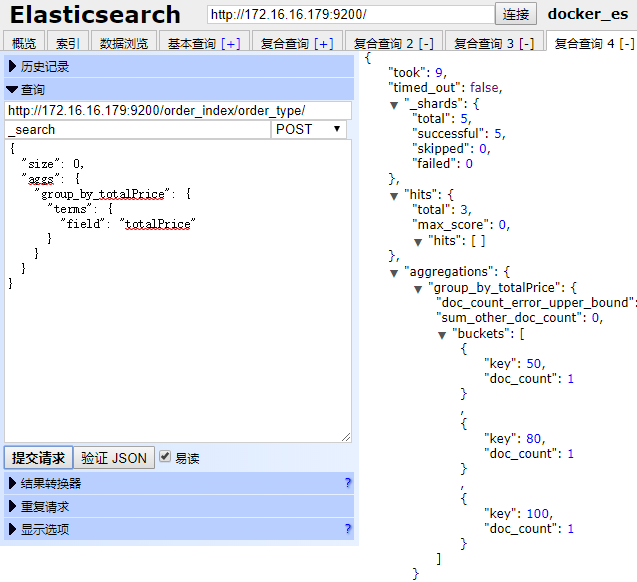 Elasticsearch http://172.16.16.179:9200/ 连接 docker_es
概览 索引 数据浏览 基本查询 [+] 复合查询 [+] 复合查询 2 [-] 复合查询 3 [-] 复合查询 4 [-]
历史记录
查询
http://172.16.16.179:9200/order_index/order_type/
_search POST
{
"size": 0,
"aggs": {
"group_by_totalPrice": {
"terms": {
"field": "totalPrice"
}
}
}
}
提交请求 验证 JSON 易读
结果转换器 ?
重复请求
显示选项 ?
{
"took": 9,
"timed_out": false,
"_shards": {
"total": 5,
"successful": 5,
"skipped": 0,
"failed": 0
},
"hits": {
"total": 3,
"max_score": 0,
"hits": [ ]
},
"aggregations": {
"group_by_totalPrice": {
"doc_count_error_upper_bound":
"sum_other_doc_count": 0,
"buckets": [
{
"key": 50,
"doc_count": 1
}
,
{
"key": 80,
"doc_count": 1
}
,
{
"key": 100,
"doc_count": 1
}
]
}